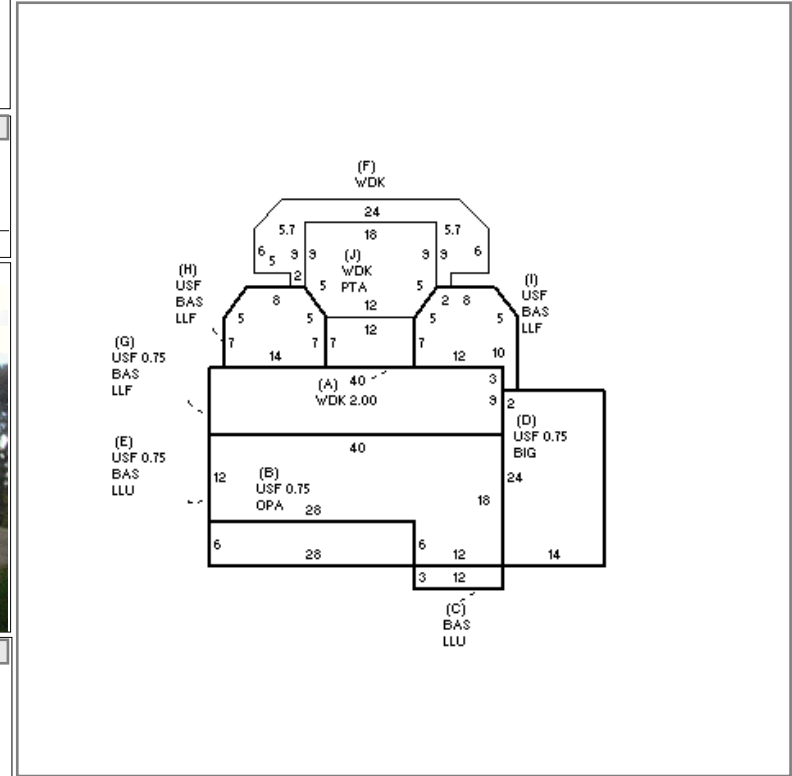 (F)
WDK
24
5.7
18
5.7
6
5
9
9
(J)
WDK
PTA
9
9
6
(H)
USF
BAS
LLF
2
5
5
(I)
USF
BAS
LLF
8
12
2
8
5
5
12
5
5
(G)
USF 0.75
BAS
LLF
7
14
7
7
7
12
10
(A)
40
3
WDK 2.00
9
2
(D)
USF 0.75
BIG
(E)
USF 0.75
BAS
LLU
40
12
(B)
USF 0.75
OPA
28
18
24
6
28
6
12
14
3
12
(C)
BAS
LLU